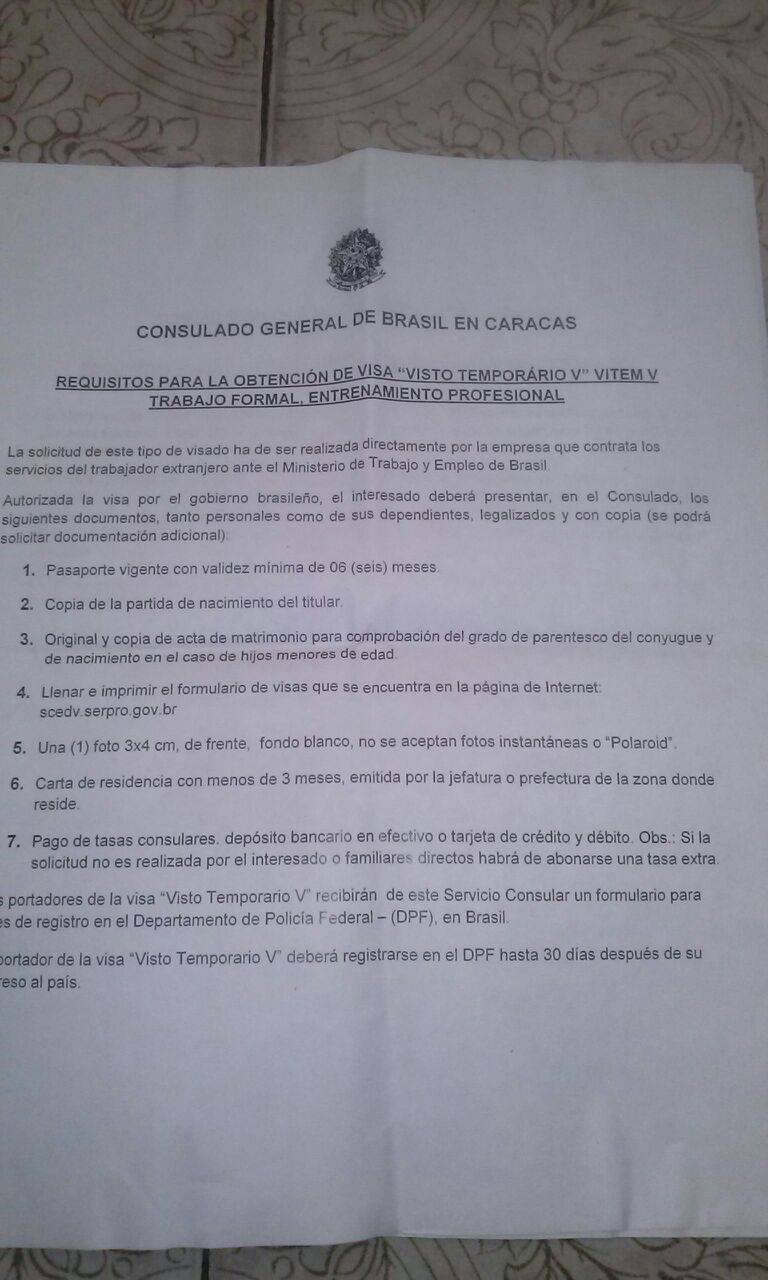 CONSULADO GENERAL DE BRASIL EN CARACAS
REQUISITOS PARA LA OBTENCIÓN DE VISA "VISTO TEMPORÁRIO V" VITEM V
TRABAJO FORMAL, ENTRENAMIENTO PROFESIONAL
La solicitud de este tipo de visado ha de ser realizada directamente por la empresa que contrata los
servicios del trabajador extranjero ante el Ministerio de Trabajo y Empleo de Brasil.
Autorizada la visa por el gobierno brasileño, el interesado deberá presentar, en el Consulado, los
siguientes documentos, tanto personales como de sus dependientes, legalizados y con copia (se podrá
solicitar documentación adicional):
1. Pasaporte vigente con validez mínima de 06 (seis) meses.
2. Copia de la partida de nacimiento del titular.
3. Original y copia de acta de matrimonio para comprobación del grado de parentesco del conyugue y
de nacimiento en el caso de hijos menores de edad.
4. Llenar e imprimir el formulario de visas que se encuentra en la página de Internet:
scedv.serpro.gov.br
5. Una (1) foto 3x4 cm, de frente, fondo blanco, no se aceptan fotos instantáneas o "Polaroid".
6. Carta de residencia con menos de 3 meses, emitida por la jefatura o prefectura de la zona donde
reside.
7. Pago de tasas consulares. depósito bancario en efectivo o tarjeta de crédito y débito. Obs.: Si la
solicitud no es realizada por el interesado o familiares directos habrá de abonarse una tasa extra.
s portadores de la visa "Visto Temporario V" recibirán de este Servicio Consular un formulario para
es de registro en el Departamento de Policía Federal – (DPF), en Brasil.
portador de la visa "Visto Temporario V" deberá registrarse en el DPF hasta 30 días después de su
reso al país.